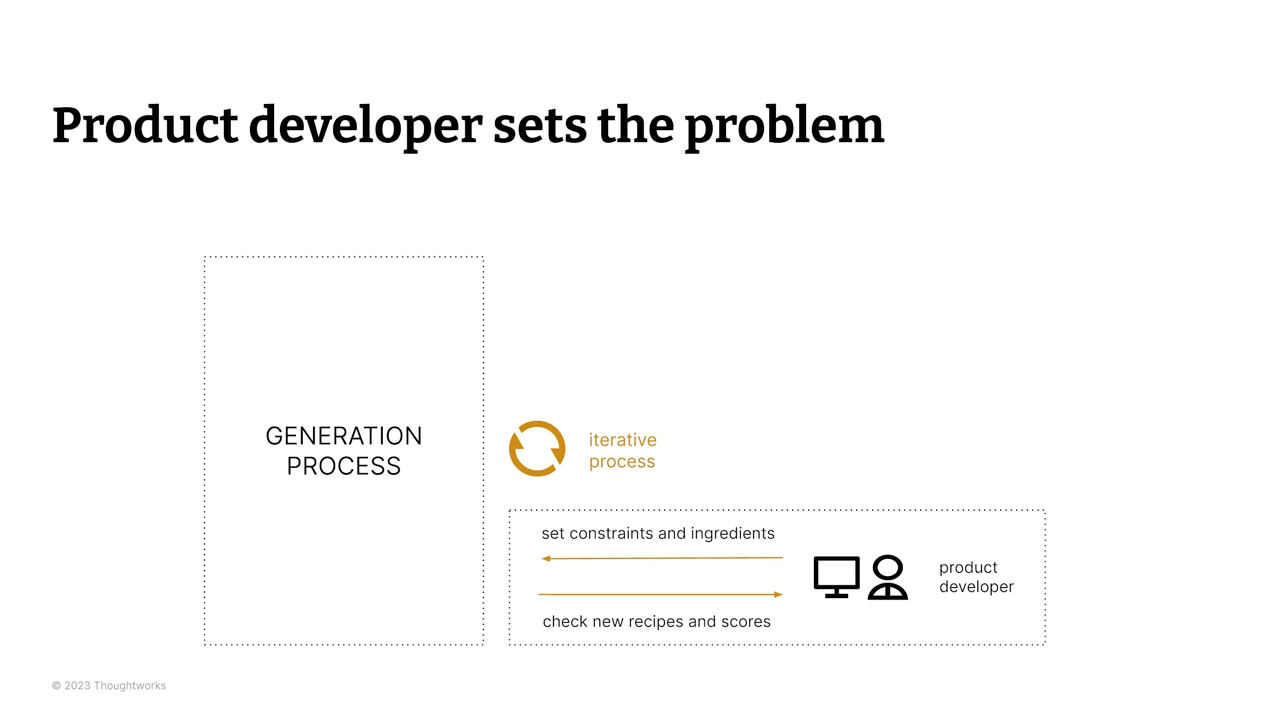 Product developer sets the problem
GENERATION
PROCESS
iterative
process
set constraints and ingredients
product
developer
check new recipes and scores
© 2023 Thoughtworks